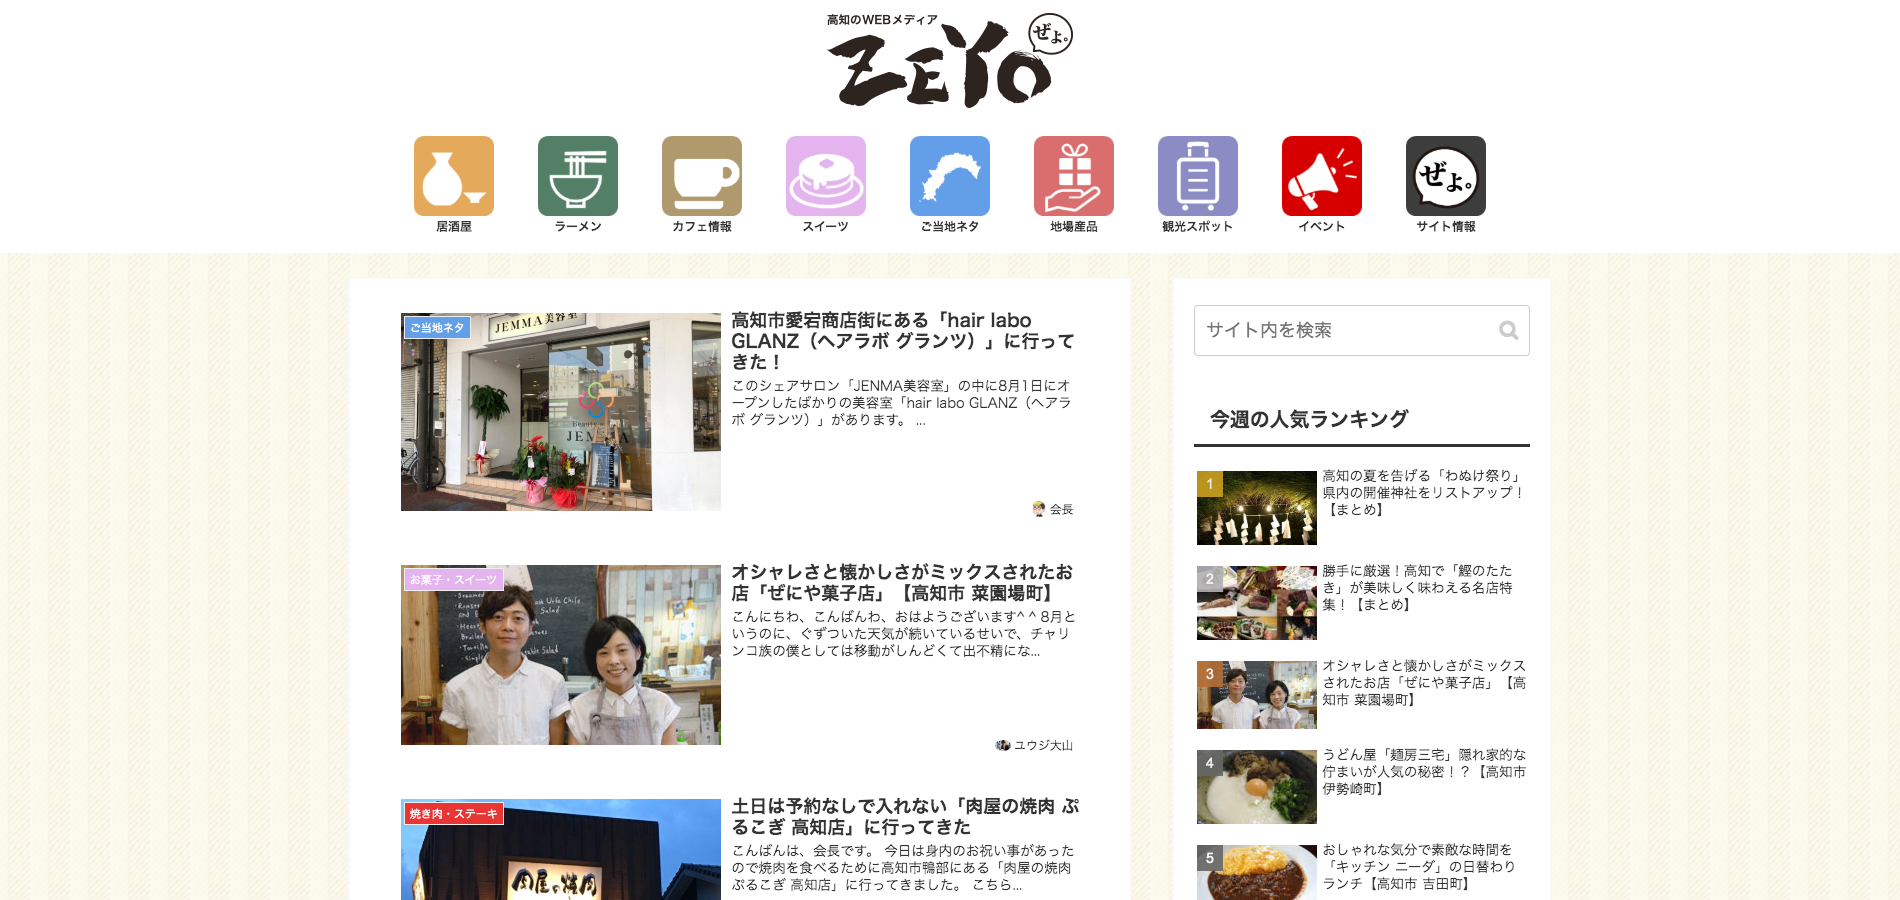 高知のWEBメディア
ZEYO
ぜよ。
居酒屋
ラーメン
カフェ情報
スイーツ
ご当地ネタ
地場産品
観光スポット
イベント
ぜよ。
サイト情報
ご当地ネタ
JEMMA美容室
JEMMA
高知市愛宕商店街にある「hair labo
GLANZ（ヘアラボ グランツ）」に行って
きた！
このシェアサロン「JENMA美容室」の中に8月1日にオ
ープンしたばかりの美容室「hair labo GLANZ（ヘアラ
ボ グランツ）」があります。 ...
会長
お菓子・スイーツ
オシャレさと懐かしさがミックスされたお
店「ぜにや菓子店」【高知市 菜園場町】
こんにちわ、こんばんわ、おはようございます^ ^ 8月と
いうのに、ぐずついた天気が続いているせいで、チャリ
ンコ族の僕としては移動がしんどくて出不精にな...
ユウジ大山
焼き肉・ステーキ
肉屋の焼肉
土日は予約なしで入れない「肉屋の焼肉 ぷ
るこぎ 高知店」に行ってきた
こんばんは、会長です。 今日は身内のお祝い事があった
ので焼肉を食べるために高知市鴨部にある「肉屋の焼肉
ぷるこぎ 高知店」に行ってきました。 こちら...
サイト内を検索
今週の人気ランキング
1
高知の夏を告げる「わぬけ祭り」
県内の開催神社をリストアップ！
【まとめ】
2
勝手に厳選！高知で「鰹のたた
き」が美味しく味わえる名店特
集！【まとめ】
3
オシャレさと懐かしさがミックス
されたお店「ぜにや菓子店」【高
知市 菜園場町】
4
うどん屋「麺房三宅」隠れ家的な
佇まいが人気の秘密！？【高知市
伊勢崎町】
5
おしゃれな気分で素敵な時間を
「キッチン ニーダ」の日替わり
ランチ【高知市 吉田町】